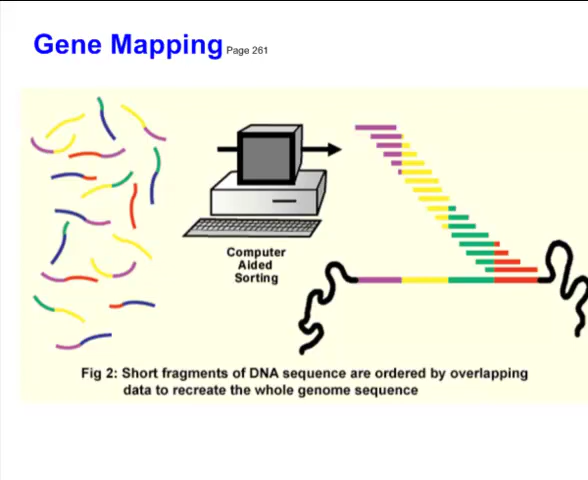 Gene Mapping Page 261
Computer
Aided
Sorting
Fig 2: Short fragments of DNA sequence are ordered by overlapping
data to recreate the whole genome sequence